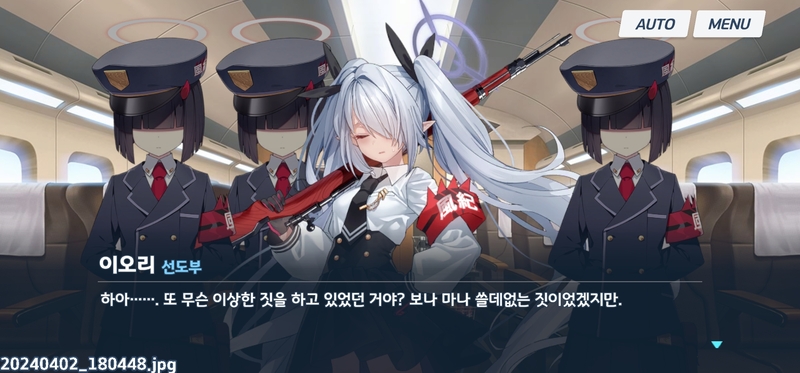 AUTO
MENU
風紀
이오리 선도부
하아……. 또 무슨 이상한 짓을 하고 있었던 거야? 보나 마나 쓸데없는 짓이었겠지만.
20240402_180448.jpg